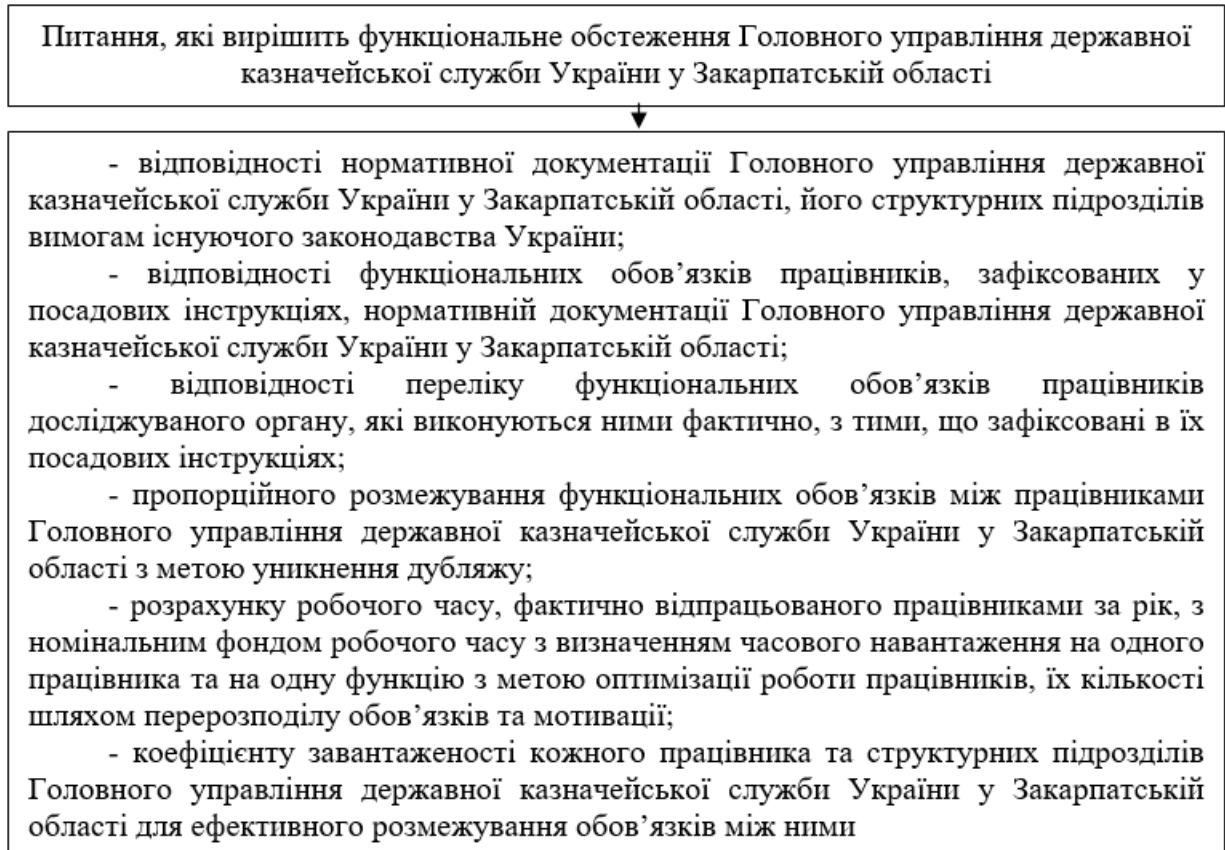 Питання, які вирішить функціональне обстеження Головного управління державної
казначейської служби України у Закарпатській області
- відповідності нормативної документації Головного управління державної
казначейської служби України у Закарпатській області, його структурних підрозділів
вимогам існуючого законодавства України;
- відповідності функціональних обов’язків працівників, зафіксованих у
посадових інструкціях, нормативній документації Головного управління державної
казначейської служби України у Закарпатській області;
- відповідності переліку функціональних обов’язків працівників
досліджуваного органу, які виконуються ними фактично, з тими, що зафіксовані в їх
посадових інструкціях;
- пропорційного розмежування функціональних обов’язків між працівниками
Головного управління державної казначейської служби України у Закарпатській
області з метою уникнення дубляжу;
- розрахунку робочого часу, фактично відпрацьованого працівниками за рік, з
номінальним фондом робочого часу з визначенням часового навантаження на одного
працівника та на одну функцію з метою оптимізації роботи працівників, їх кількості
шляхом перерозподілу обов’язків та мотивації;
- коефіцієнту завантаженості кожного працівника та структурних підрозділів
Головного управління державної казначейської служби України у Закарпатській
області для ефективного розмежування обов’язків між ними